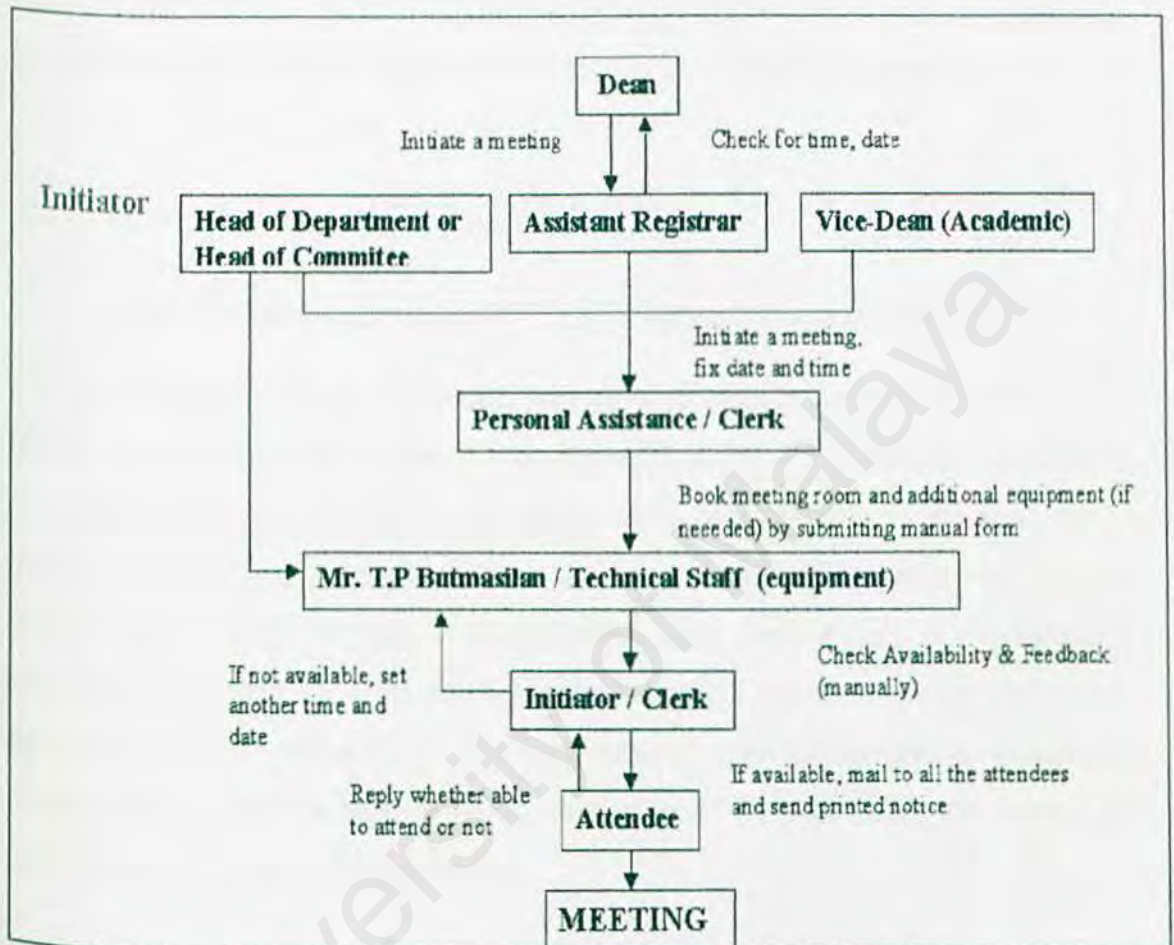 Dean
Initiate a meeting
Check for time, date
Initiator
Head of Department or
Head of Commitee
Assistant Registrar
Vice-Dean (Academic)
Initiate a meeting,
fix date and time
Personal Assistance / Clerk
Book meeting room and additional equipment (if
neeeded) by submitting manual form
Mr. T.P Butmasilan / Technical Staff (equipment)
If not available, set
another time and
date
Initiator / Clerk
Check Availability & Feedback
(manually)
Reply whether able
to attend or not
Attendee
If available, mail to all the attendees
and send printed notice
MEETING
University of Malaya